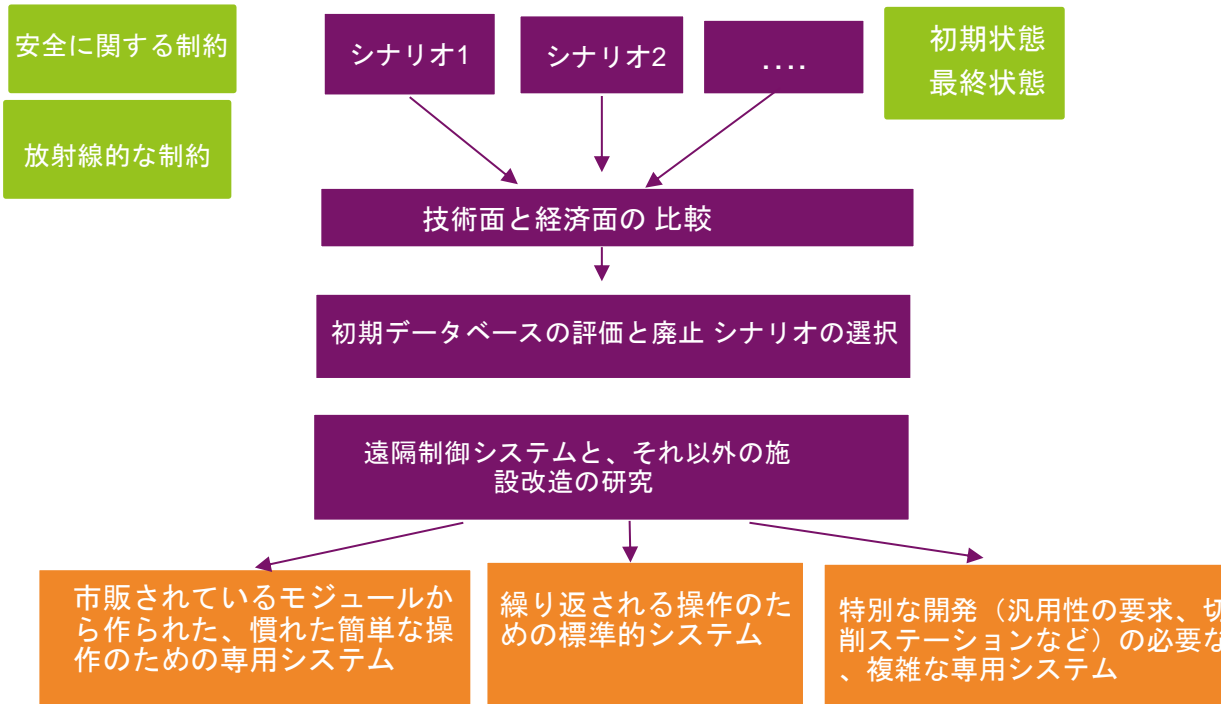 安全に関する制約
シナリオ1
シナリオ2
....
初期状態
最終状態
放射線的な制約
技術面と経済面の 比較
初期データベースの評価と廃止 シナリオの選択
遠隔制御システムと、それ以外の施
設改造の研究
市販されているモジュールか
ら作られた、慣れた簡単な操
作のための専用システム
繰り返される操作のた
めの標準的システム
特別な開発（汎用性の要求、切
削ステーションなど）の必要な
、複雑な専用システム